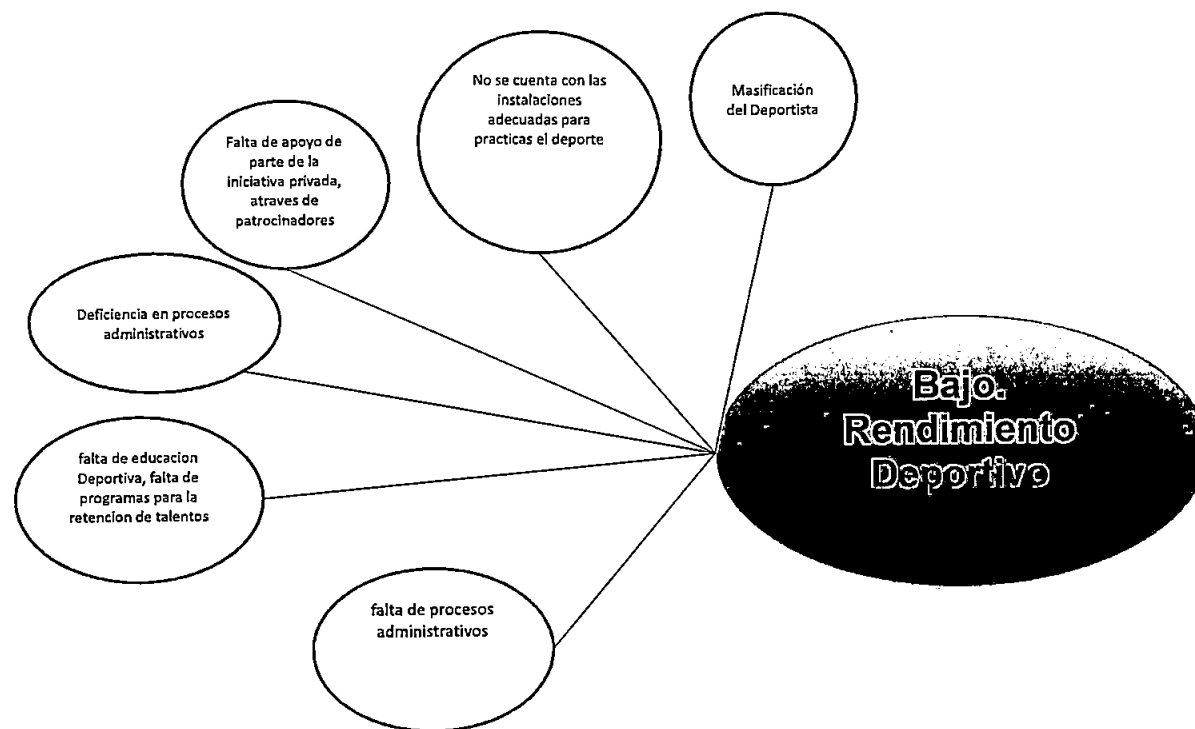 No se cuenta con las
instalaciones
adecuadas para
practicas el deporte
Masificación
del Deportista
Falta de apoyo de
parte de la
iniciativa privada,
atraves de
patrocinadores
Deficiencia en procesos
administrativos
falta de educacion
Deportiva, falta de
programas para la
retencion de talentos
falta de procesos
administrativos
Bajo.
Rendimiento
Deportivo